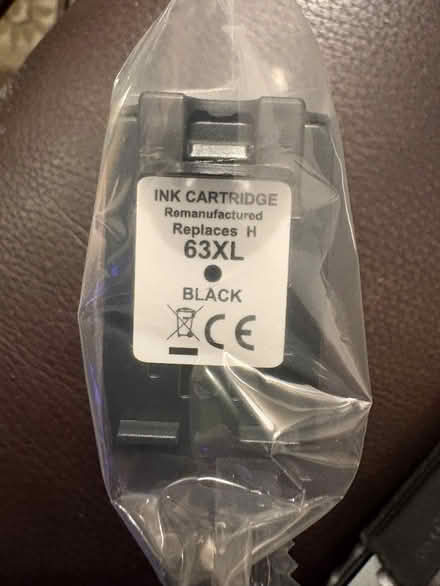 INK CARTRIDGE
Remanufactured
Replaces H
63XL
BLACK
CE